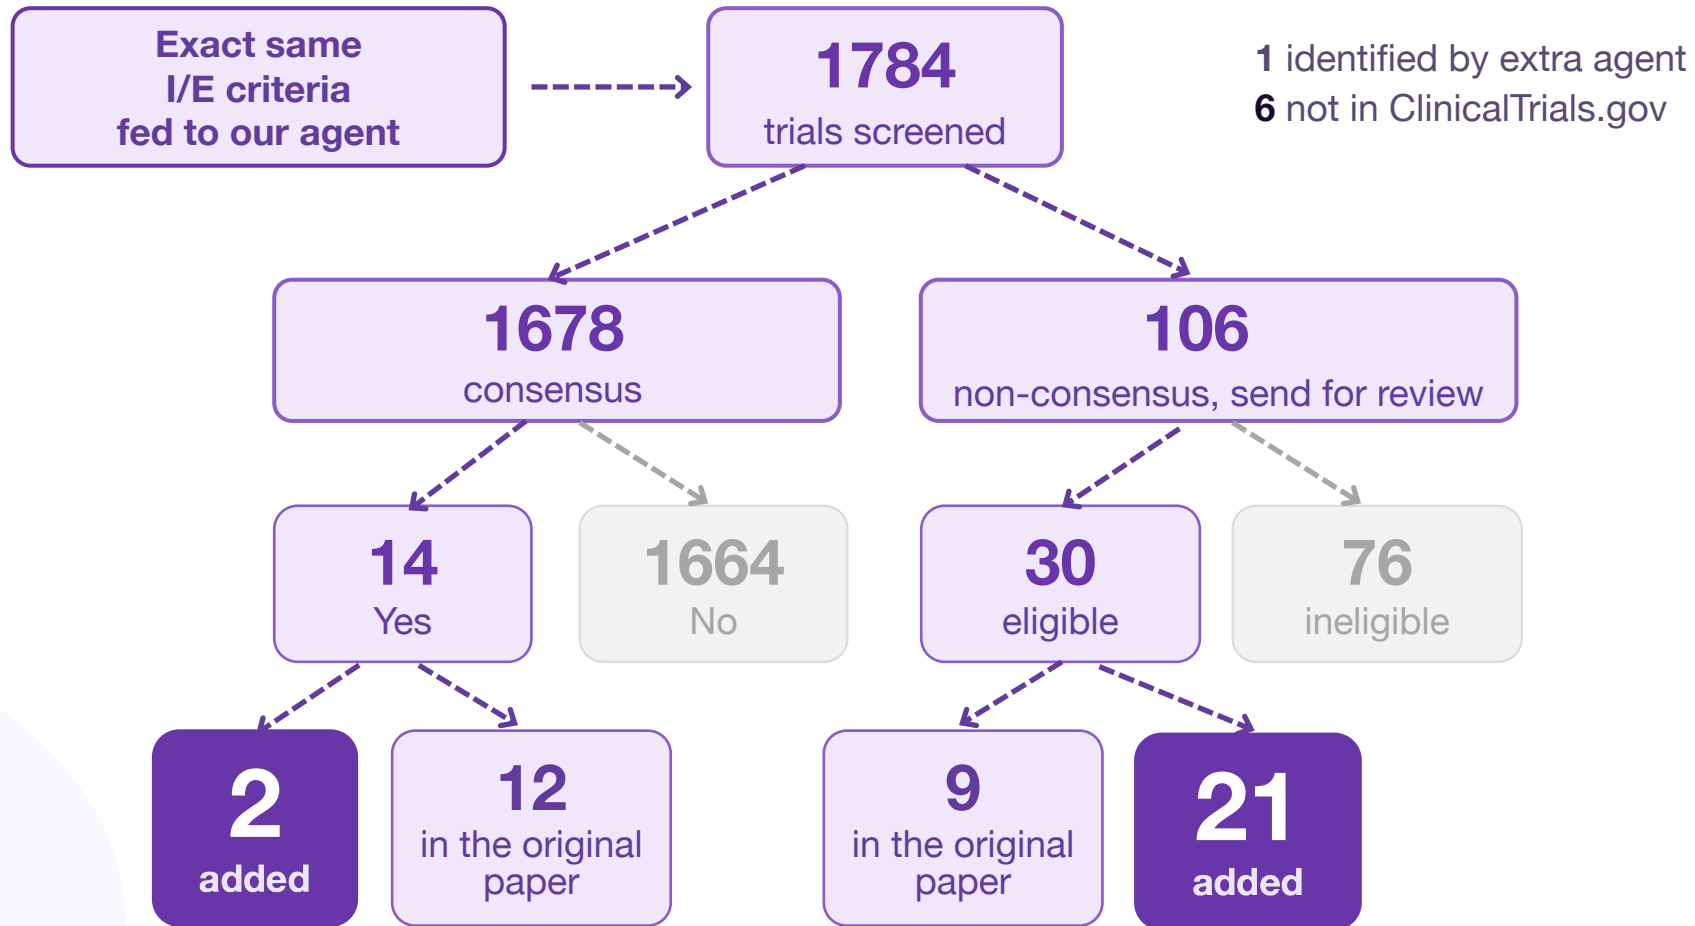 Exact same
I/E criteria
fed to our agent
1784
trials screened
1 identified by extra agent
6 not in ClinicalTrials.gov
1678
consensus
106
non-consensus, send for review
14
Yes
1664
No
30
eligible
76
ineligible
2
added
12
in the original
paper
9
in the original
paper
21
added